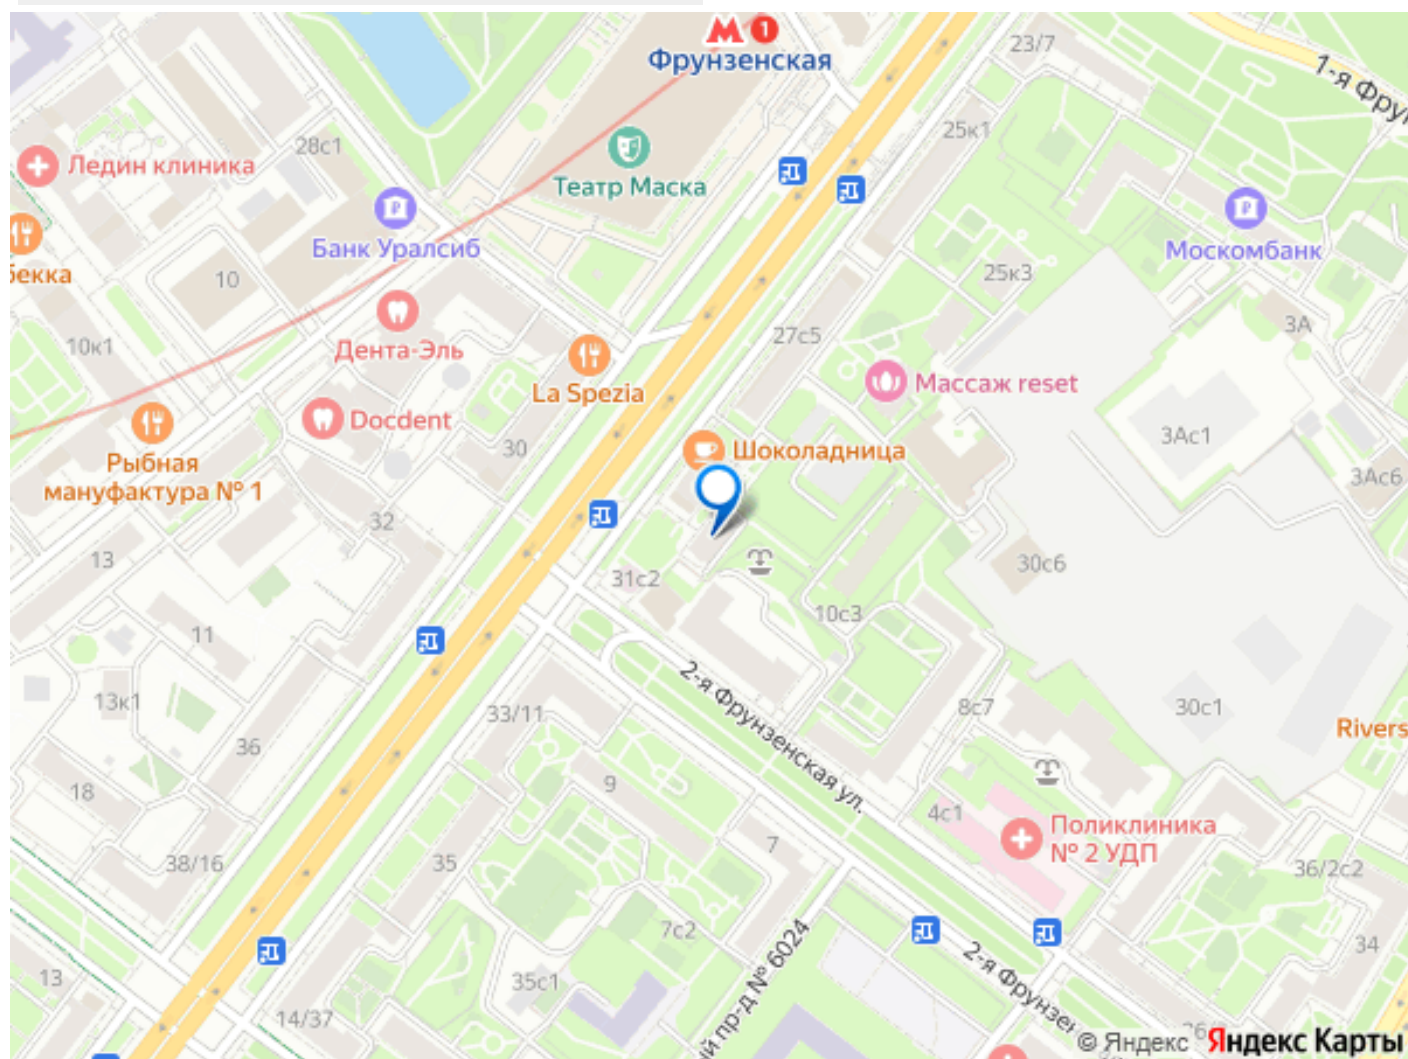 1
Фрунзенская
23/7
1-я Фру
25к1
28с1
Ледин клиника
Театр Маска
Банк Уралсиб
Москомбанк
бекка
10
25к3
3А
10к1
Дента-Эль
27с5
La Spezia
Массаж reset
Docdent
30
Шоколадница
3Ас1
Рыбная
мануфактура № 1
3Ас6
32
13
31с2
30с6
10с3
11
2-я Фрунзенская ул.
13к1
33/11
8с7
30с1
Rivers
36
18
9
4с1
Поликлиника
№ 2 УДП
38/16
35
7
36/2с2
7с2
й пр-д № 6024
34
13
35с1
2-я Фрунзе
14/37
© Яндекс Яндекс Карты